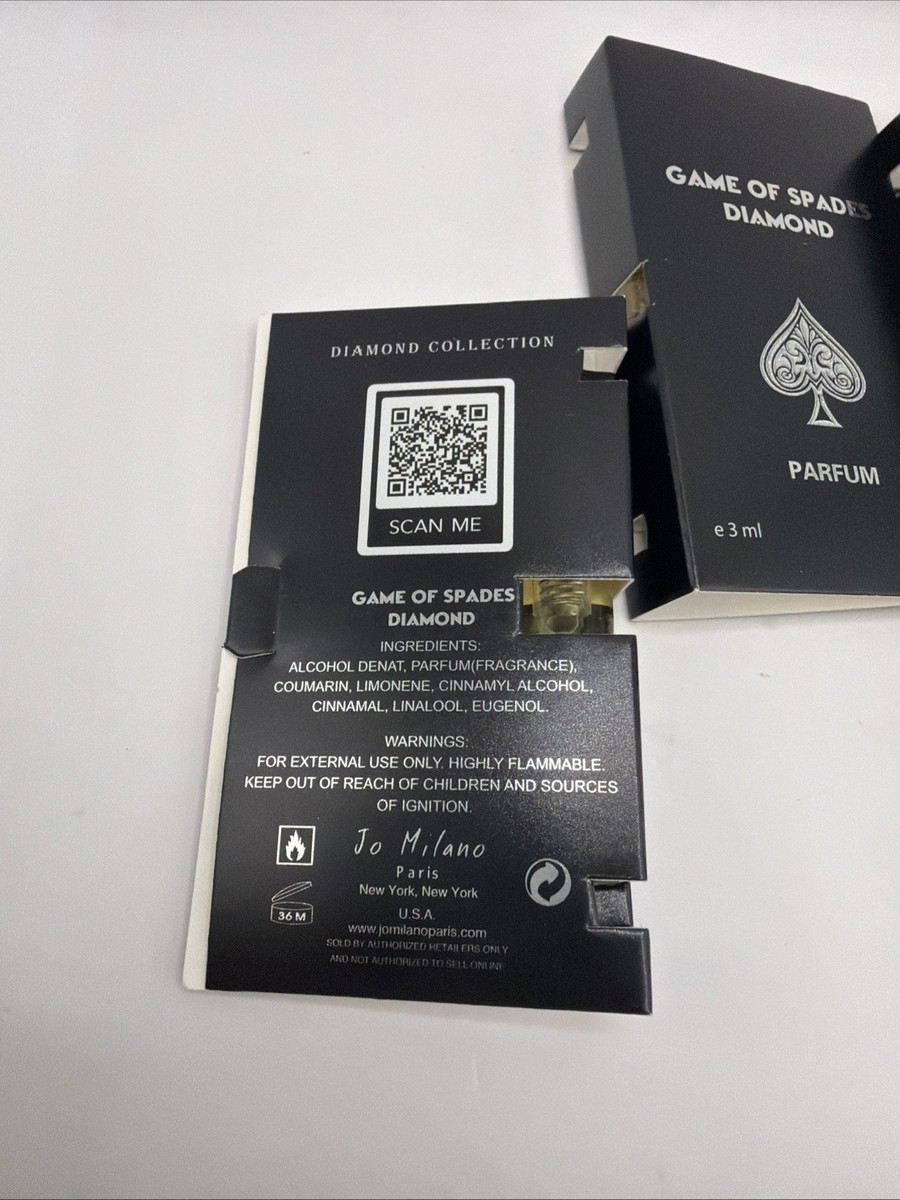 GAME OF SPADES
DIAMOND
PARFUM
e 3 ml
DIAMOND COLLECTION
SCAN ME
GAME OF SPADES
DIAMOND
INGREDIENTS:
ALCOHOL DENAT, PARFUM(FRAGRANCE),
COUMARIN, LIMONENE, CINNAMYL ALCOHOL,
CINNAMAL, LINALOOL, EUGENOL.
WARNINGS:
FOR EXTERNAL USE ONLY. HIGHLY FLAMMABLE.
KEEP OUT OF REACH OF CHILDREN AND SOURCES
OF IGNITION.
Jo Milano
Paris
New York, New York
U.S.A.
www.jomilanoparis.com
SOLD BY AUTHORIZED RETAILERS ONLY
AND NOT AUTHORIZED TO SELL ONLINE
36 M